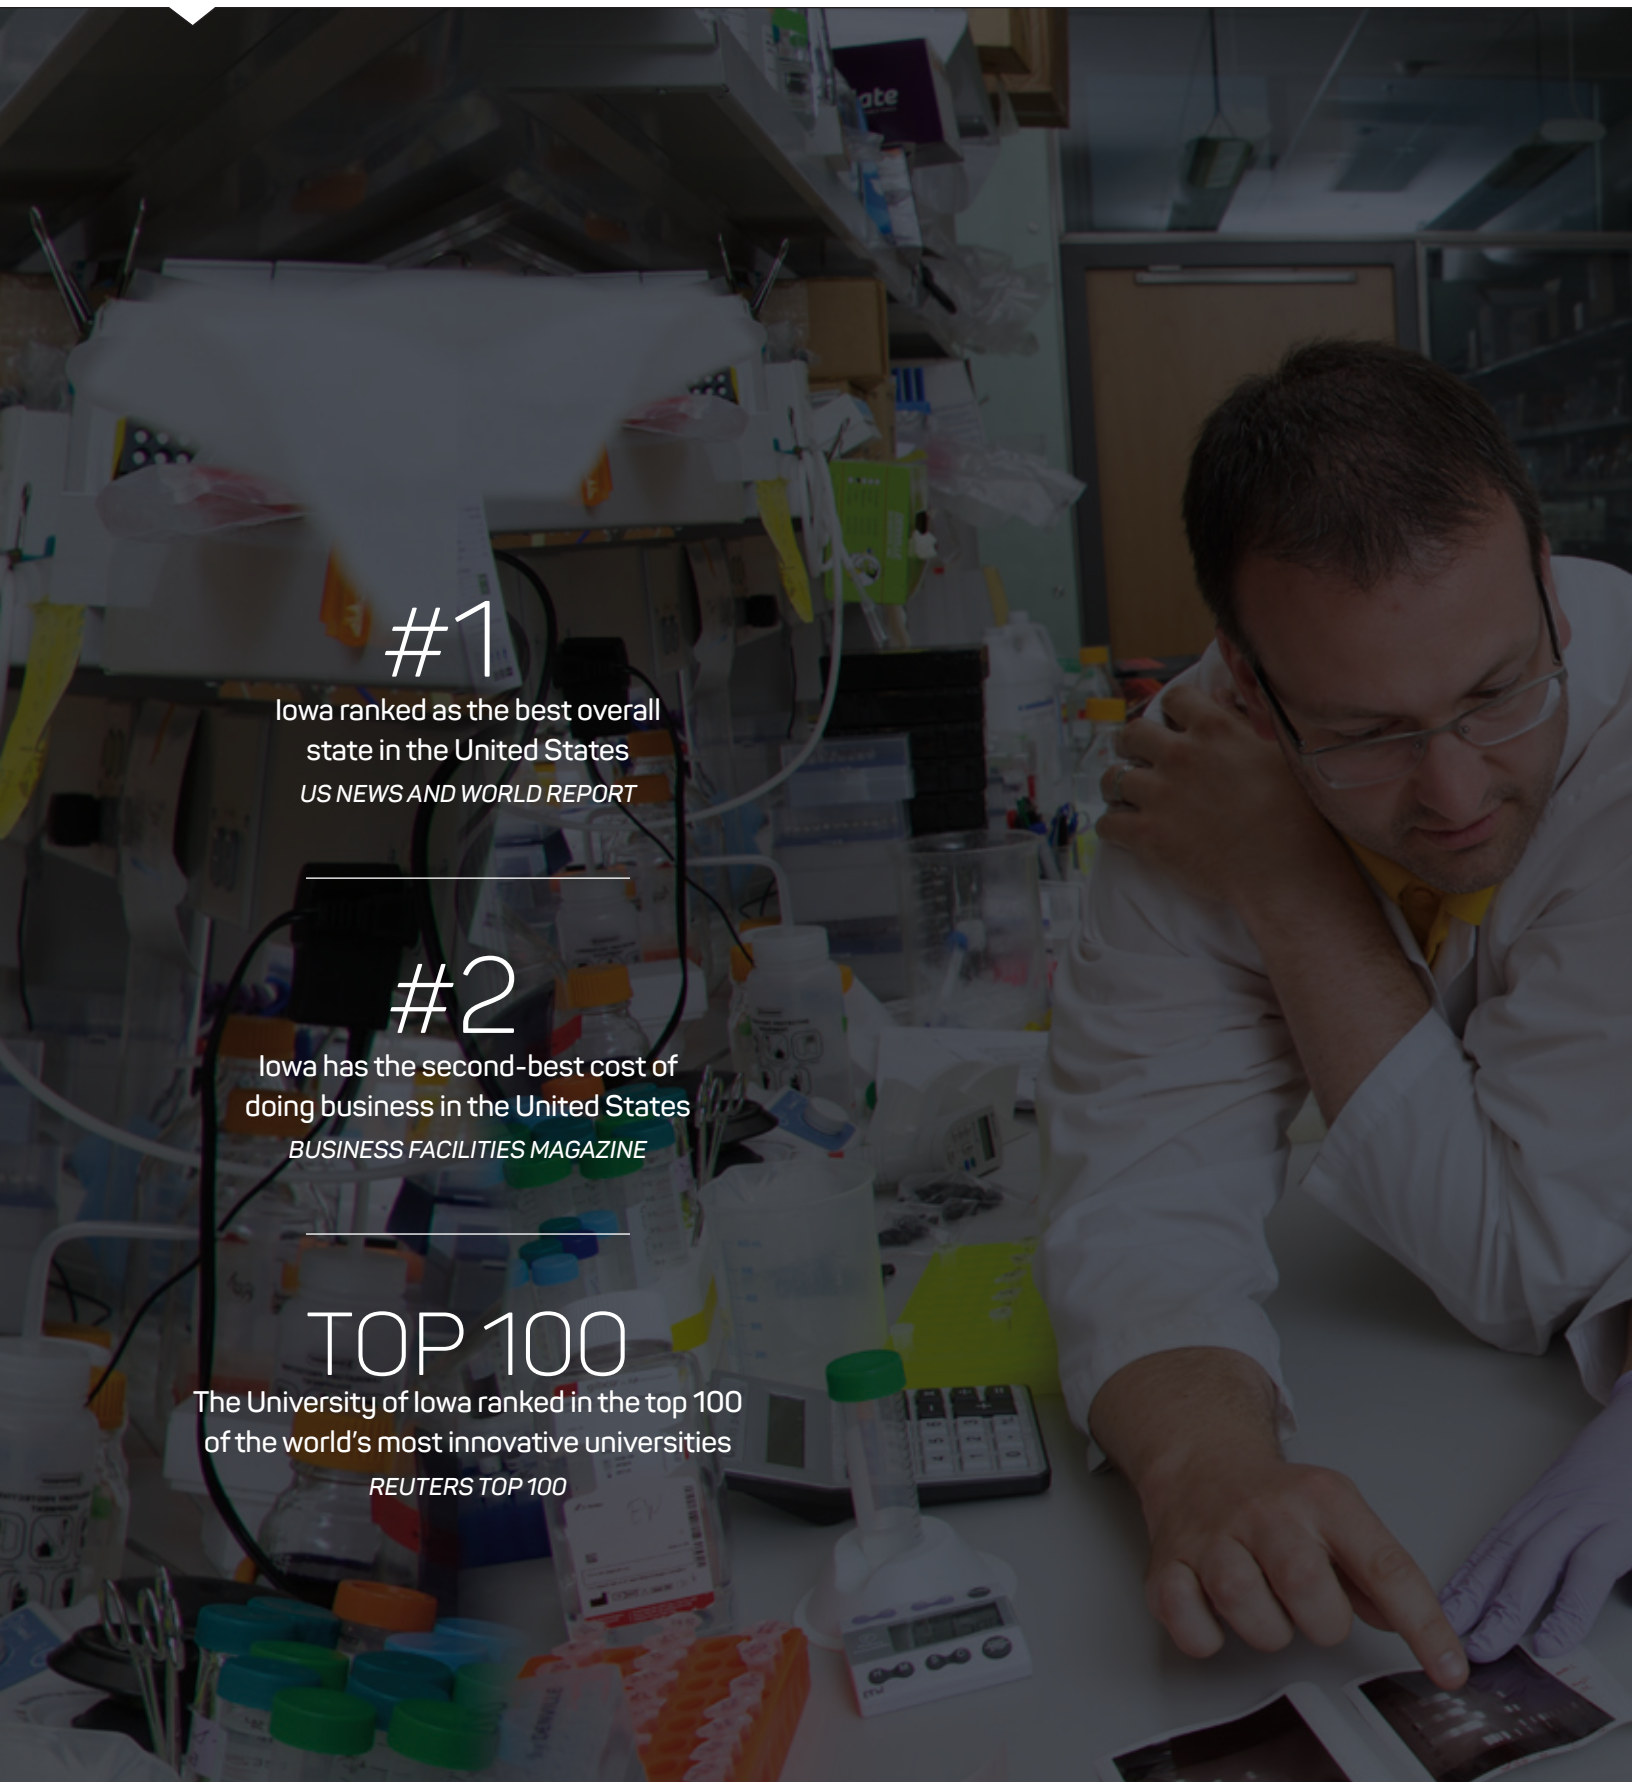 #1
Iowa ranked as the best overall
state in the United States
US NEWS AND WORLD REPORT
#2
Iowa has the second-best cost of
doing business in the United States
BUSINESS FACILITIES MAGAZINE
TOP 100
The University of Iowa ranked in the top 100
of the world's most innovative universities
REUTERS TOP 100